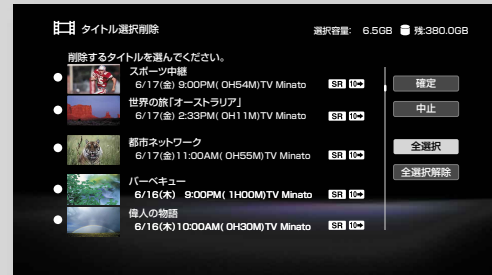 タイトル選択削除
選択容量: 6.5GB 残:380.0GB
削除するタイトルを選んでください。
スポーツ中継
6/17(金) 9:00PM( 0H54M)TV Minato SR 10
世界の旅「オーストラリア」
6/17(金) 2:33PM( 0H11M)TV Minato SR 10
都市ネットワーク
6/17(金)11:00AM( 0H55M)TV Minato SR 10
バーベキュー
6/16(木) 9:00PM( 1H00M)TV Minato SR 10
偉人の物語
6/16(木)10:00AM( 0H30M)TV Minato SR 10
確定
中止
全選択
全選択解除